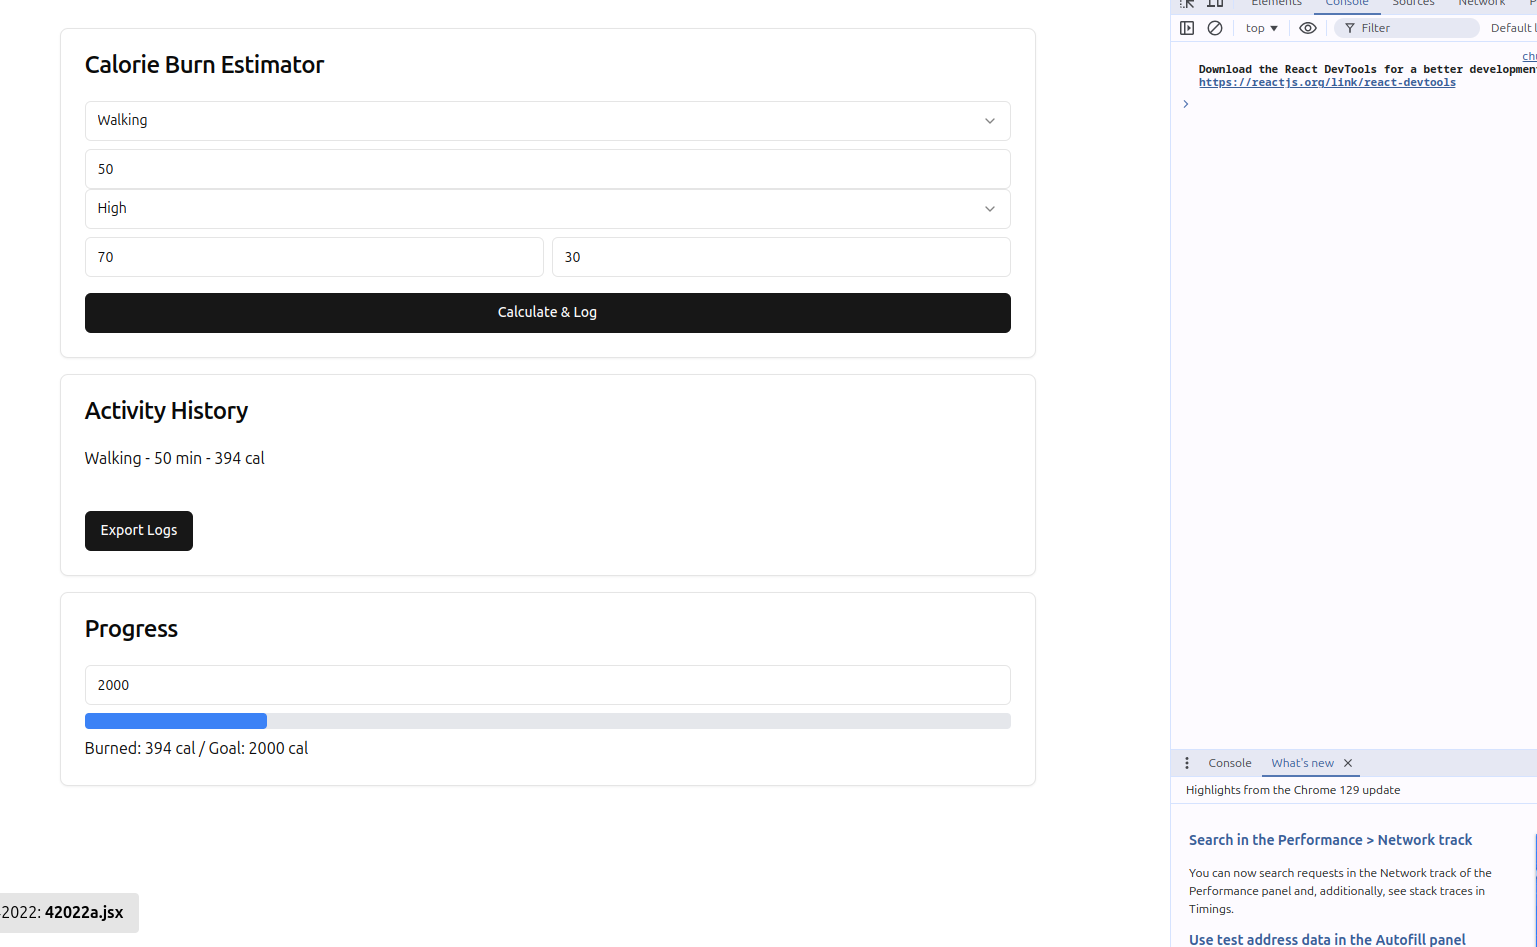 Calorie Burn Estimator
Walking
50
High
70
30
Calculate & Log
Activity History
Walking - 50 min - 394 cal
Export Logs
Progress
2000
Burned: 394 cal / Goal: 2000 cal
2022: 42022a.jsx
Elements Console Sources Network
top Filter Default
Download the React DevTools for a better
https://reactjs.org/link/react-devtools
Console What's new
Highlights from the Chrome 129 update
Search in the Performance > Network track
You can now search requests in the Network track of the
Performance panel and, additionally, see stack traces in
Timings.
Use test address data in the Autofill panel